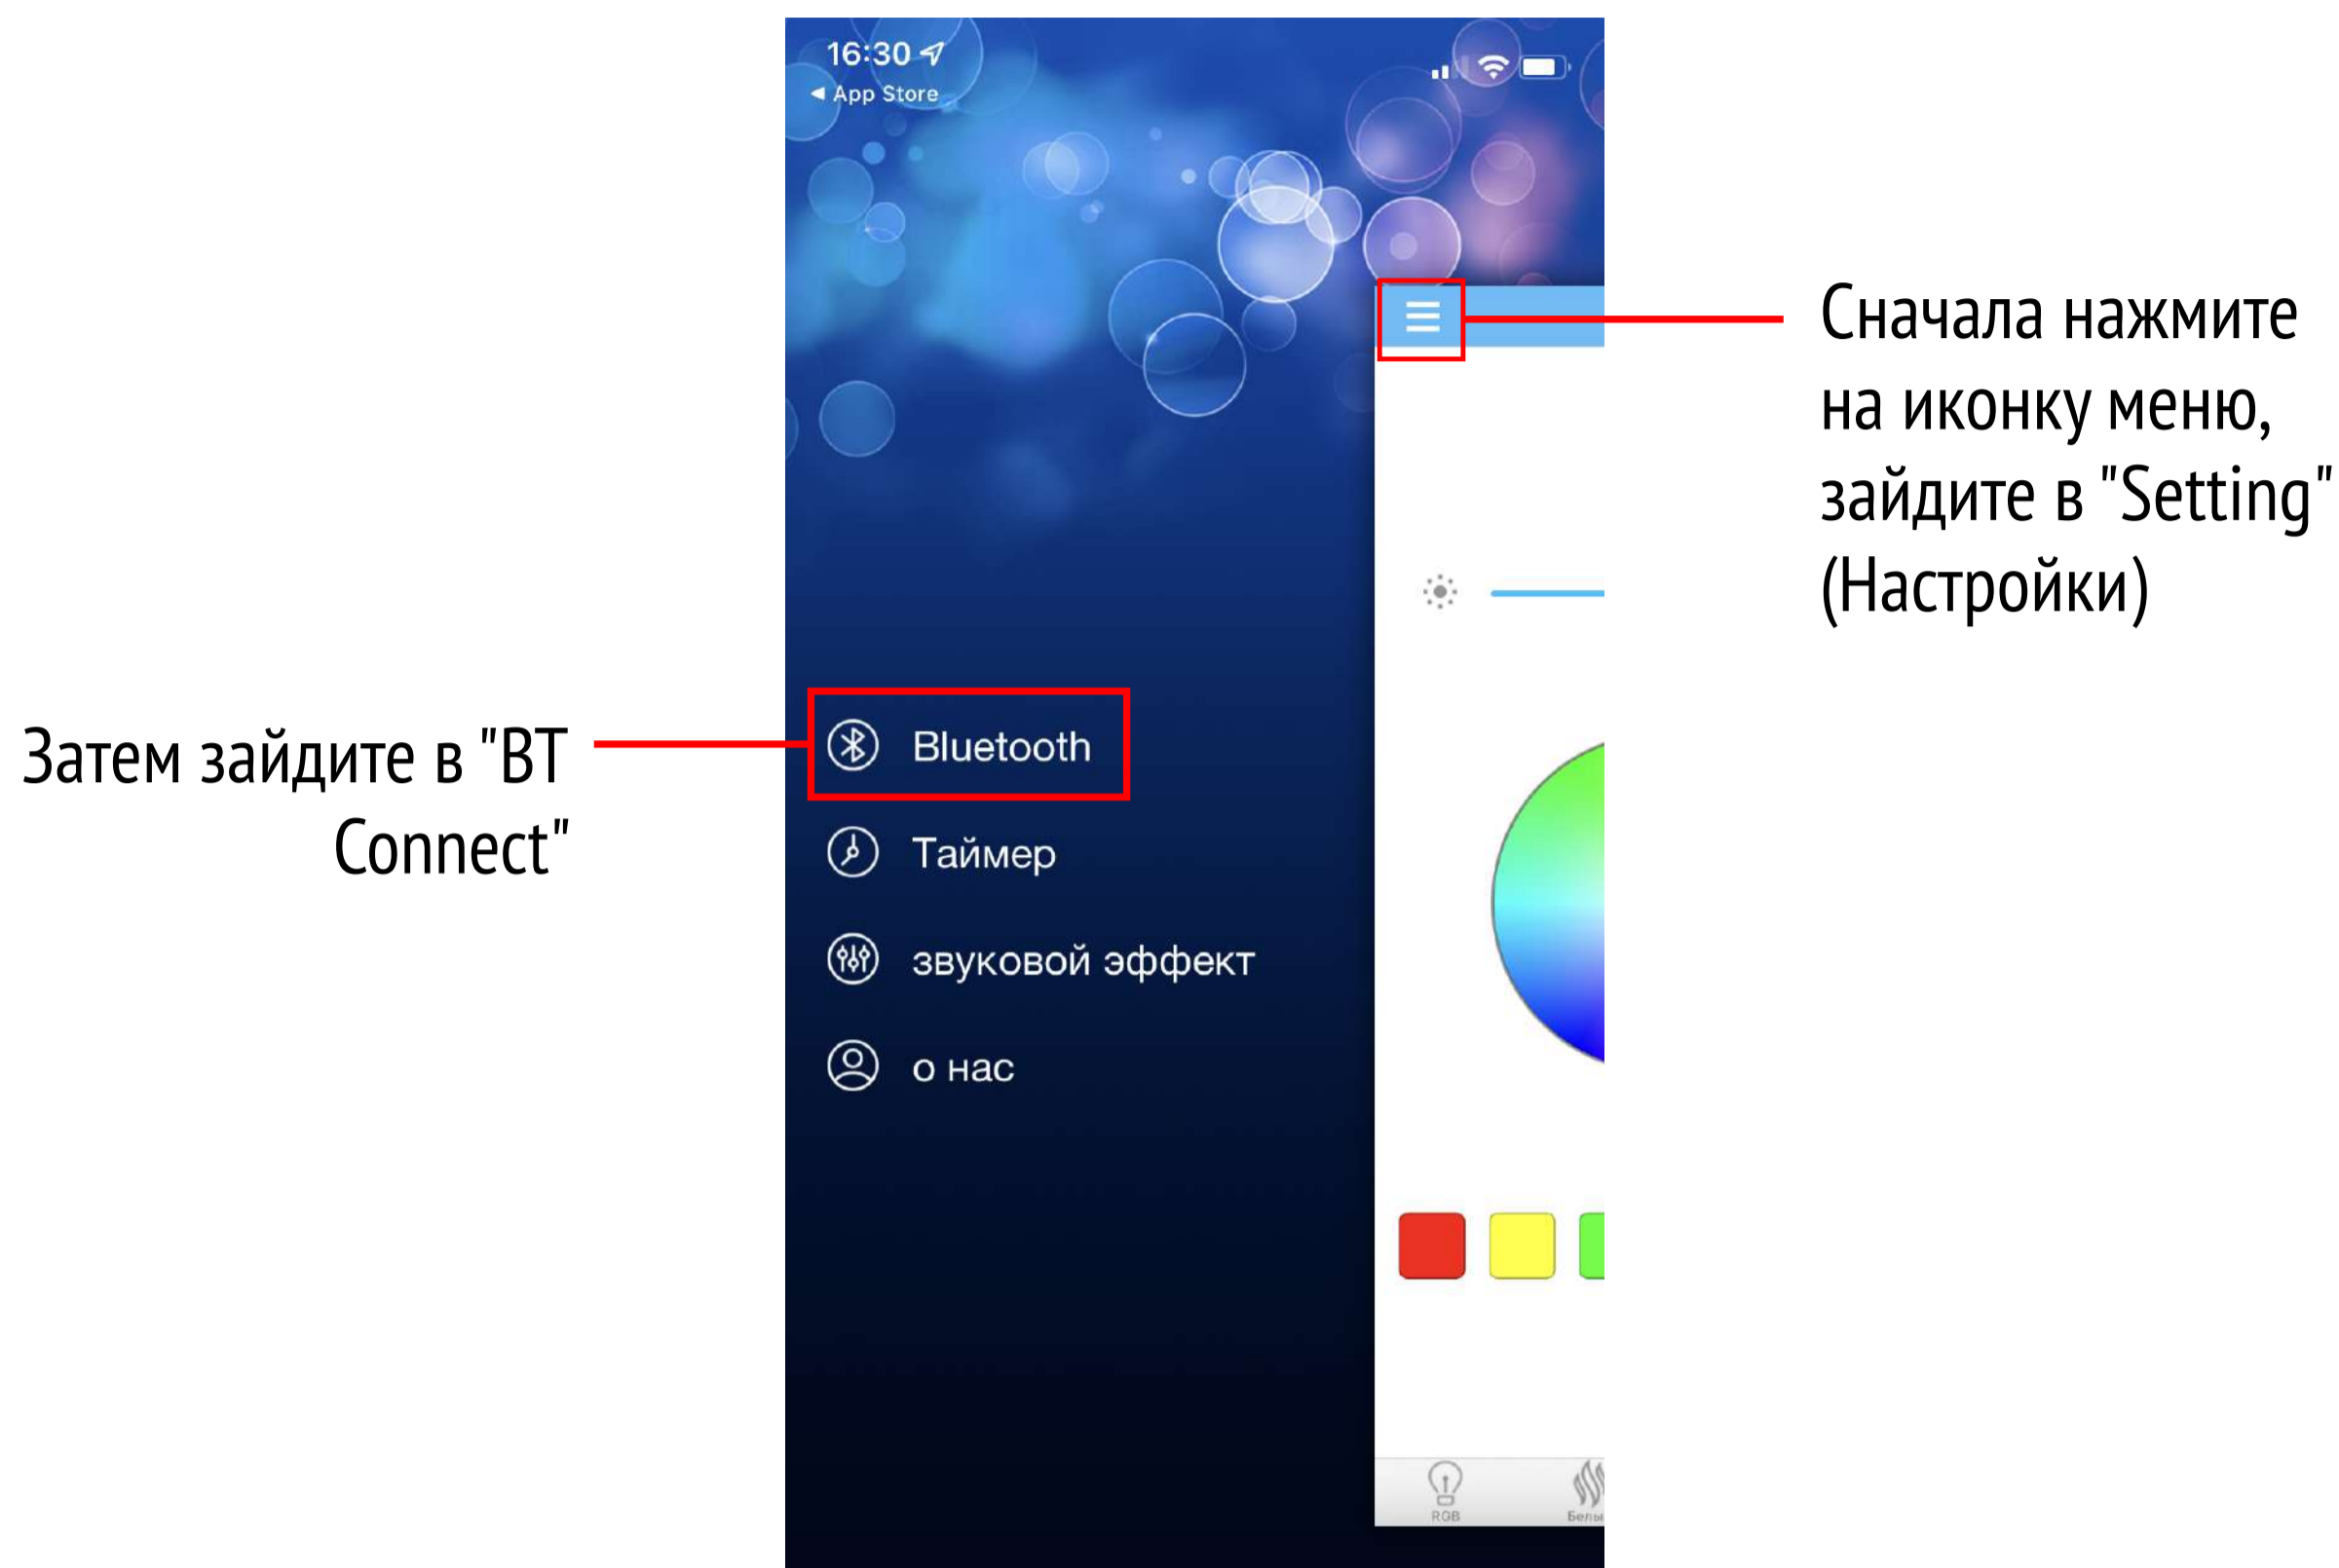 16:30
App Store
Сначала нажмите
на иконку меню,
зайдите в "Setting"
(Настройки)
Затем зайдите в "BT
Connect"
Bluetooth
Таймер
звуковой эффект
о нас
RGB